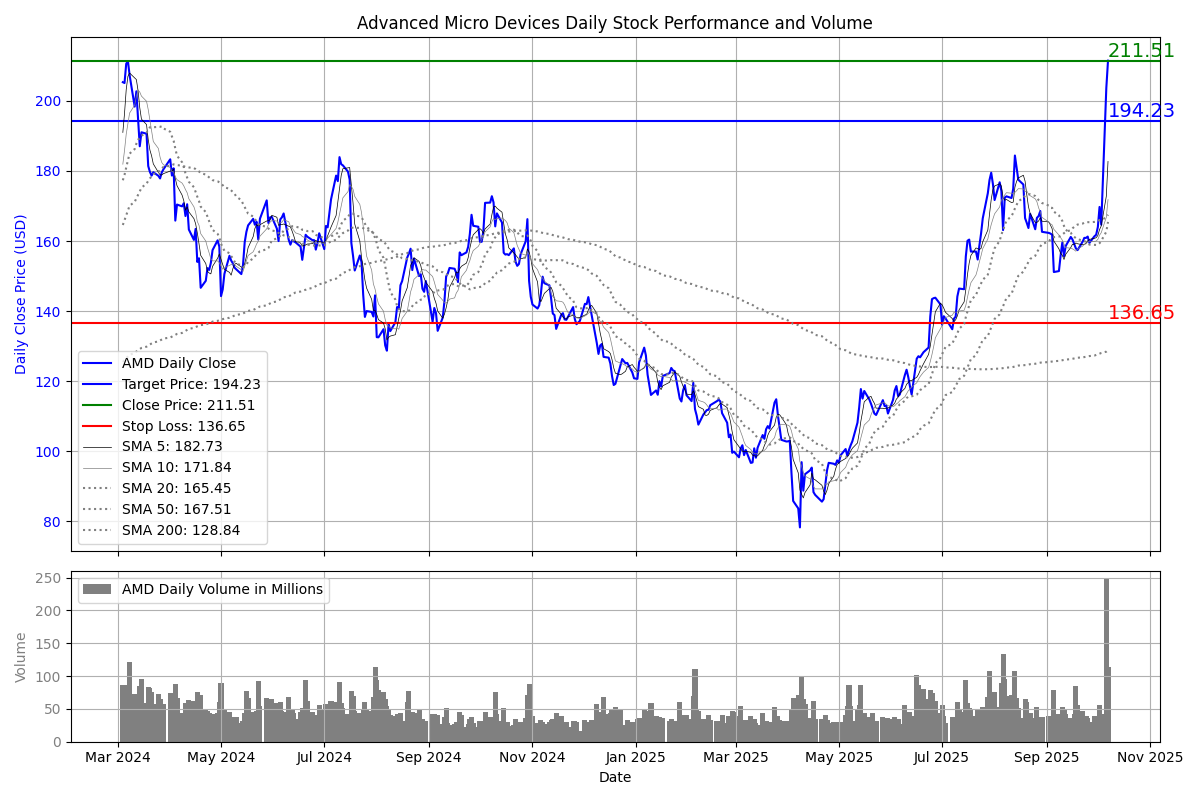 Advanced Micro Devices Daily Stock Performance and Volume
211.51
194.23
136.65
Daily Close Price (USD)
200
180
160
140
120
100
80
AMD Daily Close
Target Price: 194.23
Close Price: 211.51
Stop Loss: 136.65
SMA 5: 182.73
SMA 10: 171.84
SMA 20: 165.45
SMA 50: 167.51
SMA 200: 128.84
Volume
250
200
150
100
50
0
AMD Daily Volume in Millions
Mar 2024 May 2024 Jul 2024 Sep 2024 Nov 2024 Jan 2025 Mar 2025 May 2025 Jul 2025 Sep 2025 Nov 2025
Date